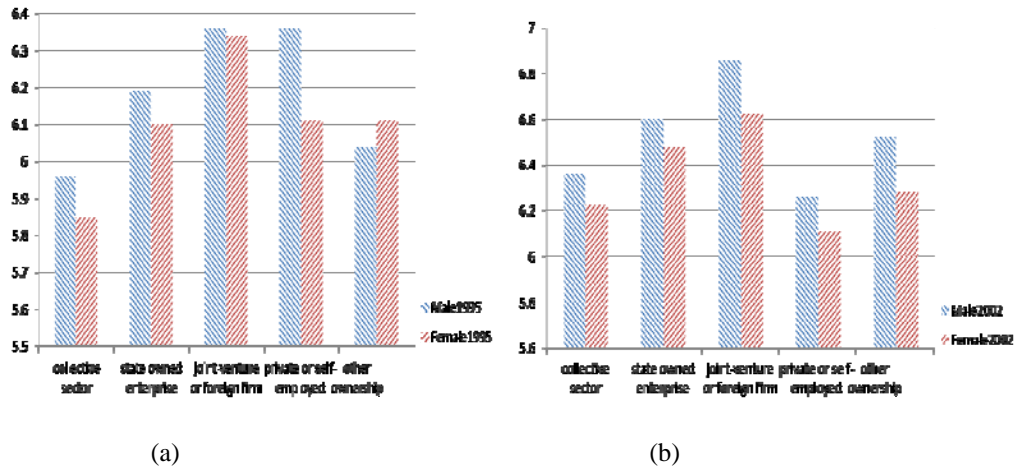 6.4
6.3
6.2
6.1
6
5.9
5.8
5.7
5.6
5.5
Male1995
Female1995
collective sector
state owned enterprise
joint-venture or foreign firm
private or self-employed
other ownership
(a)
7
6.8
6.6
6.4
6.2
6
5.8
5.6
Male2002
Female2002
collective sector
state owned enterprise
joint-venture or foreign firm
private or self-employed
other ownership
(b)